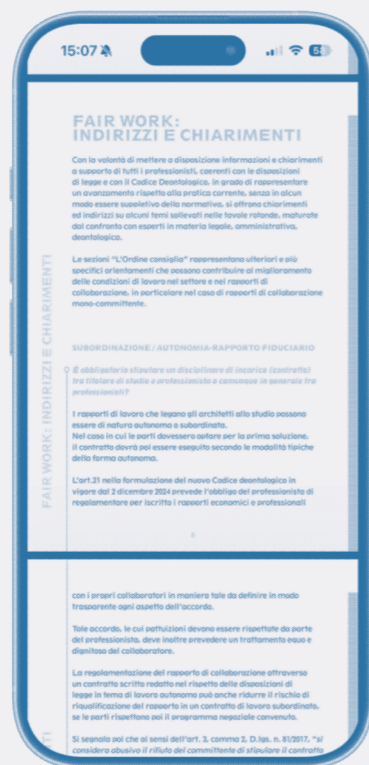 15:07
58
FAIR WORK:
INDIRIZZI E CHIARIMENTI
Con la volontà di mettere a disposizione informazioni e chiarimenti
a supporto di tutti i professionisti, coerenti con le disposizioni
di legge e con il Codice Deontologico, in grado di rappresentare
un avanzamento rispetto alla pratica corrente, senza in alcun
modo essere suppletiva della normativa, si offrono chiarimenti
ed indirizzi su alcuni temi sollevati nelle tavole rotonde, maturate
dal confronto con esperti in materia legale, amministrativa,
deontologica.
Le sezioni “L’Ordine consiglia” rappresentano ulteriori e più
specifici orientamenti che possono contribuire al miglioramento
delle condizioni di lavoro nel settore e nei rapporti di
collaborazione, in particolare nel caso di rapporti di collaborazione
mono-committente.
FAIR WORK: INDIRIZZI E CHIARIMENTI
SUBORDINAZIONE / AUTONOMIA-RAPPORTO FIDUCIARIO
È obbligatorio stipulare un disciplinare di incarico (contratto)
tra titolare di studio e professionista o comunque in generale tra
professionisti?
I rapporti di lavoro che legano gli architetti allo studio possono
essere di natura autonoma o subordinata.
Nel caso in cui le parti dovessero optare per la prima soluzione,
il contratto dovrà poi essere eseguito secondo le modalità tipiche
della forma autonoma.
L’art.21 nella formulazione del nuovo Codice deontologico in
vigore dal 2 dicembre 2024 prevede l’obbligo del professionista di
regolamentare per iscritto i rapporti economici e professionali
con i propri collaboratori in maniera tale da definire in modo
trasparente ogni aspetto dell’accordo.
Tale accordo, le cui pattuizioni devono essere rispettate da parte
del professionista, deve inoltre prevedere un trattamento equo e
dignitoso del collaboratore.
La regolamentazione del rapporto di collaborazione attraverso
un contratto scritto redatto nel rispetto delle disposizioni di
legge in tema di lavoro autonomo può anche ridurre il rischio di
riqualificazione del rapporto in un contratto di lavoro subordinato,
se le parti rispettano poi il programma negoziale convenuto.
Si segnala poi che ai sensi dell’art. 3, comma 2, D.lgs. n. 81/2017, “si
considera abusivo il rifiuto del committente di stipulare il contratto